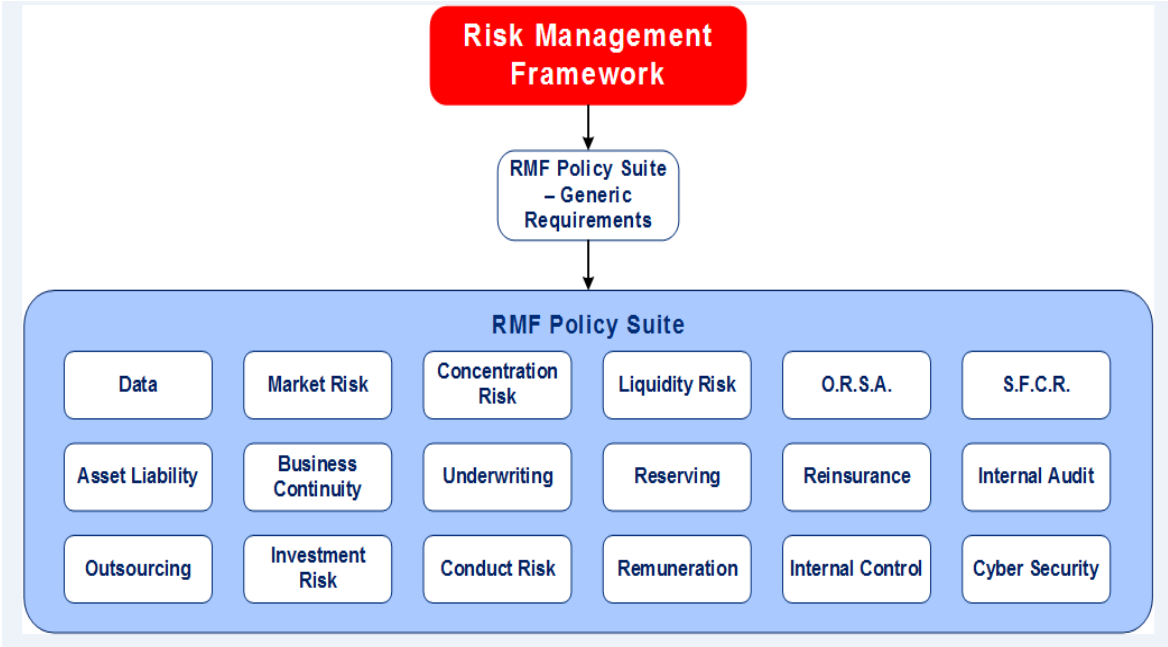 Risk Management
Framework
RMF Policy Suite
– Generic
Requirements
RMF Policy Suite
Data
Market Risk
Concentration
Risk
Liquidity Risk
O.R.S.A.
S.F.C.R.
Asset Liability
Business
Continuity
Underwriting
Reserving
Reinsurance
Internal Audit
Outsourcing
Investment
Risk
Conduct Risk
Remuneration
Internal Control
Cyber Security